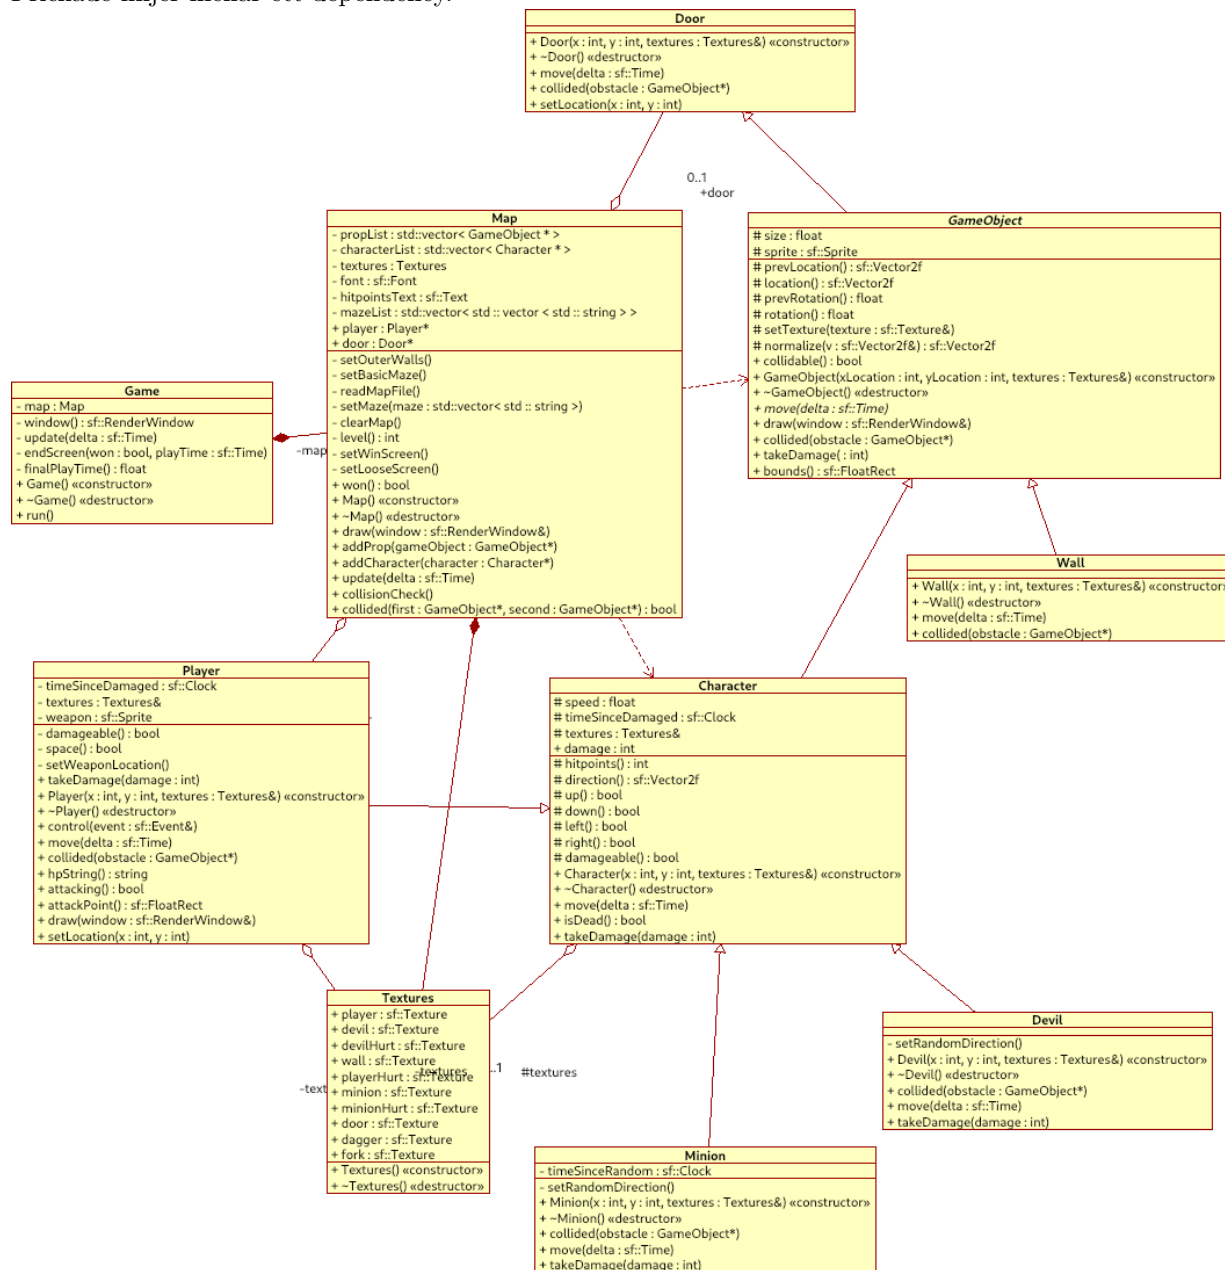 dependency.
Door
+ Door(x : int, y : int, textures : Textures&) «constructor»
+ ~Door() «destructor»
+ move(delta : sf::Time)
+ collided(obstacle : GameObject*)
+ setLocation(x : int, y : int)
0..1
+door
Map
- propList : std::vector< GameObject * >
- characterList : std::vector< Character * >
- textures : Textures
- font : sf::Font
- hitpointsText : sf::Text
- mazeList : std::vector< std :: vector < std :: string > >
+ player : Player*
+ door : Door*
- setOuterWalls()
- setBasicMaze()
- readMapFile()
- setMaze(maze : std::vector< std :: string >)
- clearMap()
- level() : int
- setWinScreen()
- setLooseScreen()
+ won() : bool
+ Map() «constructor»
+ ~Map() «destructor»
+ draw(window : sf::RenderWindow&)
+ addProp(gameObject : GameObject*)
+ addCharacter(character : Character*)
+ update(delta : sf::Time)
+ collisionCheck()
+ collided(first : GameObject*, second : GameObject*) : bool
GameObject
# size : float
# sprite : sf::Sprite
# prevLocation() : sf::Vector2f
# location() : sf::Vector2f
# prevRotation() : float
# rotation() : float
# setTexture(texture : sf::Texture&)
# normalize(v : sf::Vector2f&) : sf::Vector2f
+ collidable() : bool
+ GameObject(xLocation : int, yLocation : int, textures : Textures&) «constructor»
+ ~GameObject() «destructor»
+ move(delta : sf::Time)
+ draw(window : sf::RenderWindow&)
+ collided(obstacle : GameObject*)
+ takeDamage( : int)
+ bounds() : sf::FloatRect
Game
- map : Map
- window() : sf::RenderWindow
- update(delta : sf::Time)
- endScreen(won : bool, playTime : sf::Time)
- finalPlayTime() : float
+ Game() «constructor»
+ ~Game() «destructor»
+ run()
-map
Wall
+ Wall(x : int, y : int, textures : Textures&) «constructor»
+ ~Wall() «destructor»
+ move(delta : sf::Time)
+ collided(obstacle : GameObject*)
Player
- timeSinceDamaged : sf::Clock
- textures : Textures&
- weapon : sf::Sprite
- damageable() : bool
- space() : bool
- setWeaponLocation()
+ takeDamage(damage : int)
+ Player(x : int, y : int, textures : Textures&) «constructor»
+ ~Player() «destructor»
+ control(event : sf::Event&)
+ move(delta : sf::Time)
+ collided(obstacle : GameObject*)
+ hpString() : string
+ attacking() : bool
+ attackPoint() : sf::FloatRect
+ draw(window : sf::RenderWindow&)
+ setLocation(x : int, y : int)
Character
# speed : float
# timeSinceDamaged : sf::Clock
# textures : Textures&
+ damage : int
# hitpoints() : int
# direction() : sf::Vector2f
# up() : bool
# down() : bool
# left() : bool
# right() : bool
# damageable() : bool
+ Character(x : int, y : int, textures : Textures&) «constructor»
+ ~Character() «destructor»
+ move(delta : sf::Time)
+ isDead() : bool
+ takeDamage(damage : int)
Textures
+ player : sf::Texture
+ devil : sf::Texture
+ devilHurt : sf::Texture
+ wall : sf::Texture
+ playerHurt : sf::Texture
+ minion : sf::Texture
+ minionHurt : sf::Texture
+ door : sf::Texture
+ dagger : sf::Texture
+ fork : sf::Texture
+ Textures() «constructor»
+ ~Textures() «destructor»
-text
-textures
..1
#textures
Devil
- setRandomDirection()
+ Devil(x : int, y : int, textures : Textures&) «constructor»
+ ~Devil() «destructor»
+ collided(obstacle : GameObject*)
+ move(delta : sf::Time)
+ takeDamage(damage : int)
Minion
- timeSinceRandom : sf::Clock
- setRandomDirection()
+ Minion(x : int, y : int, textures : Textures&) «constructor»
+ ~Minion() «destructor»
+ collided(obstacle : GameObject*)
+ move(delta : sf::Time)
+ takeDamage(damage : int)